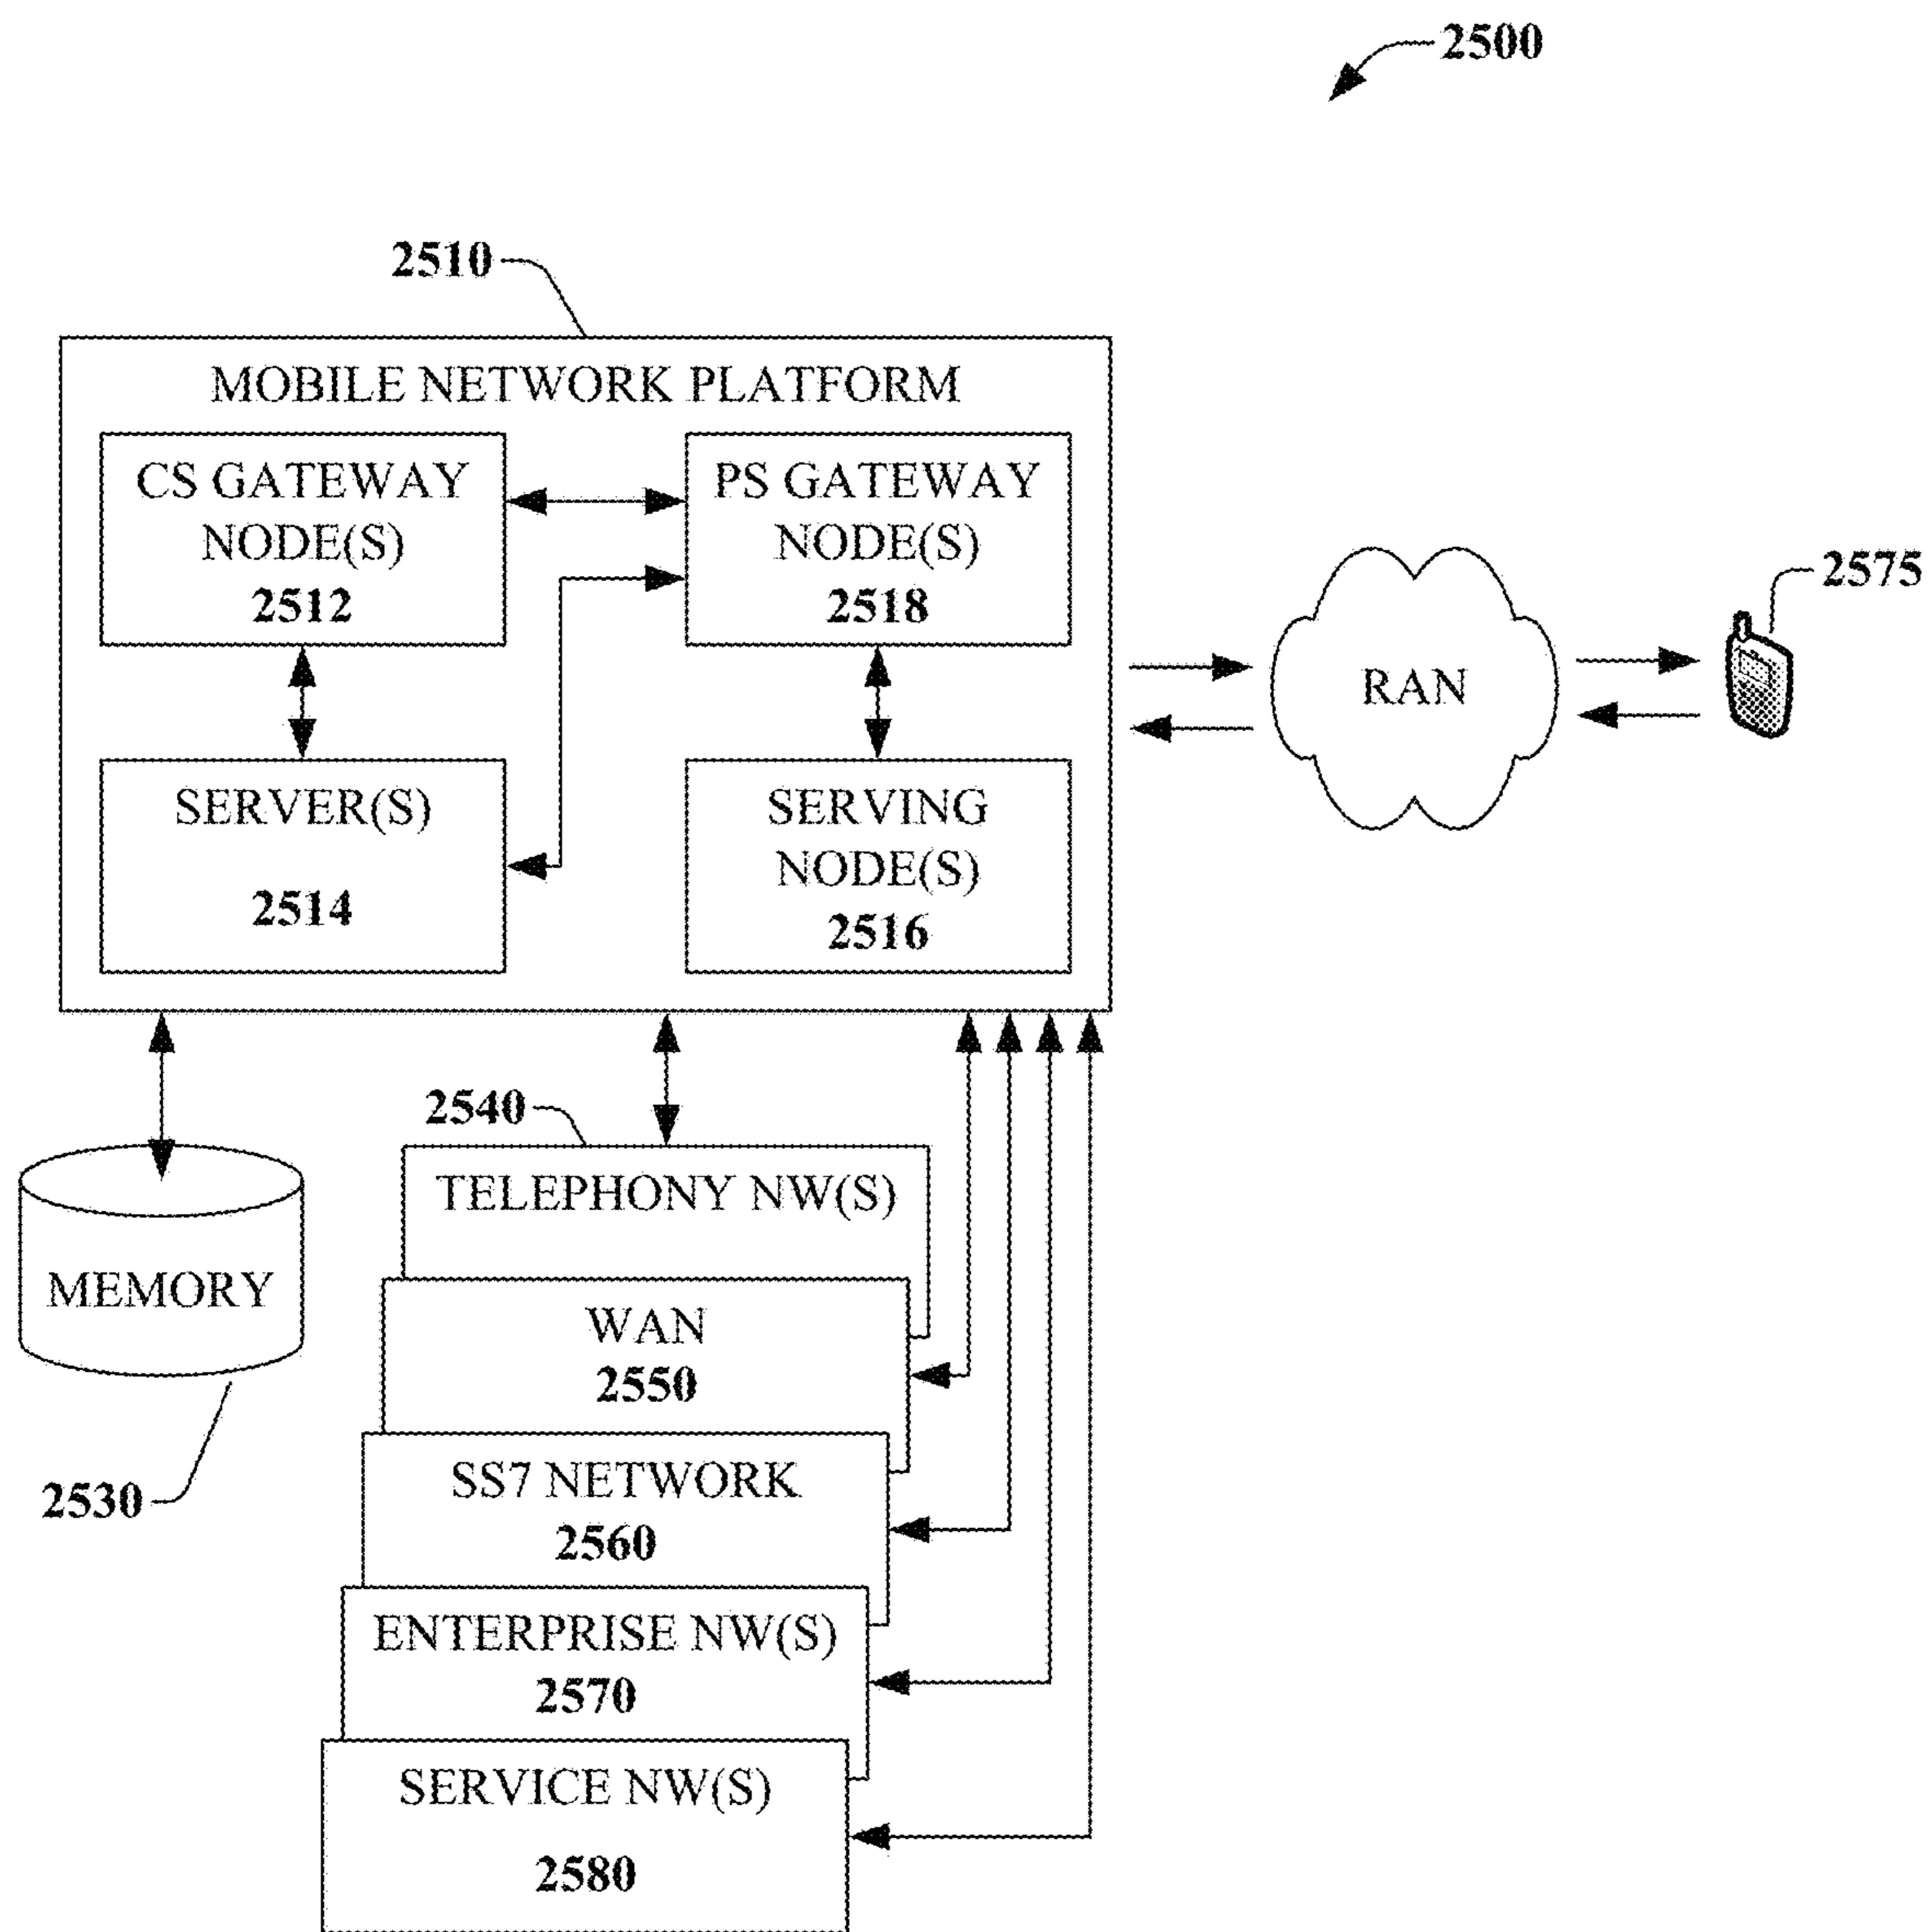 2500
2510
MOBILE NETWORK PLATFORM
CS GATEWAY
NODE(S)
2512
PS GATEWAY
NODE(S)
2518
SERVER(S)
2514
SERVING
NODE(S)
2516
RAN
2575
2540
TELEPHONY NW(S)
MEMORY
2530
WAN
2550
SS7 NETWORK
2560
ENTERPRISE NW(S)
2570
SERVICE NW(S)
2580